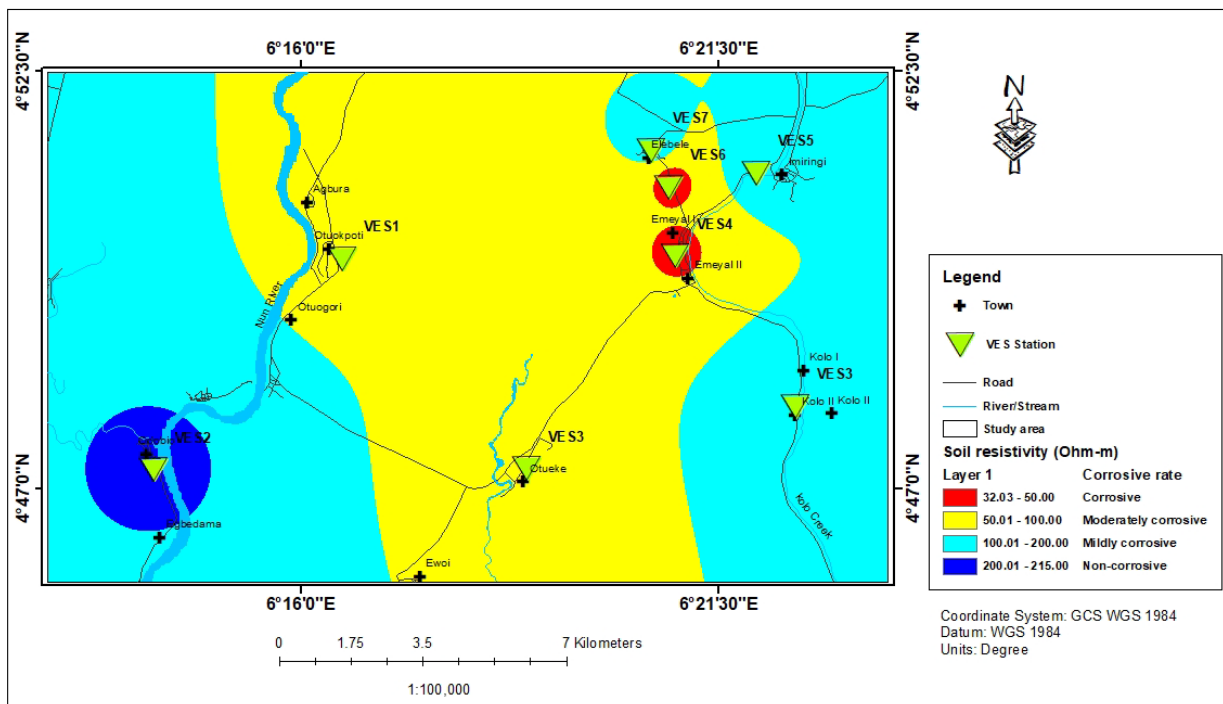 6°16'0"E
6°21'30"E
4°52'30"N
4°52'30"N
N
VES7
Elebele
VES5
VES6
Imiringi
Agbura
Emeyal I
VES4
Otuokpoti
VES1
Emeyal II
Nun River
Otuogori
Kolo I
VES3
Kolo II
Kolo II
VES2
VES3
Otueke
4°47'0"N
4°47'0"N
kolo Creek
Ewoi
6°16'0"E
6°21'30"E
Legend
Town
VES Station
Road
River/Stream
Study area
Soil resistivity (Ohm-m)
Layer 1 Corrosive rate
32.03 - 50.00 Corrosive
50.01 - 100.00 Moderately corrosive
100.01 - 200.00 Mildly corrosive
200.01 - 215.00 Non-corrosive
Coordinate System: GCS WGS 1984
Datum: WGS 1984
Units: Degree
0 1.75 3.5 7 Kilometers
1:100,000